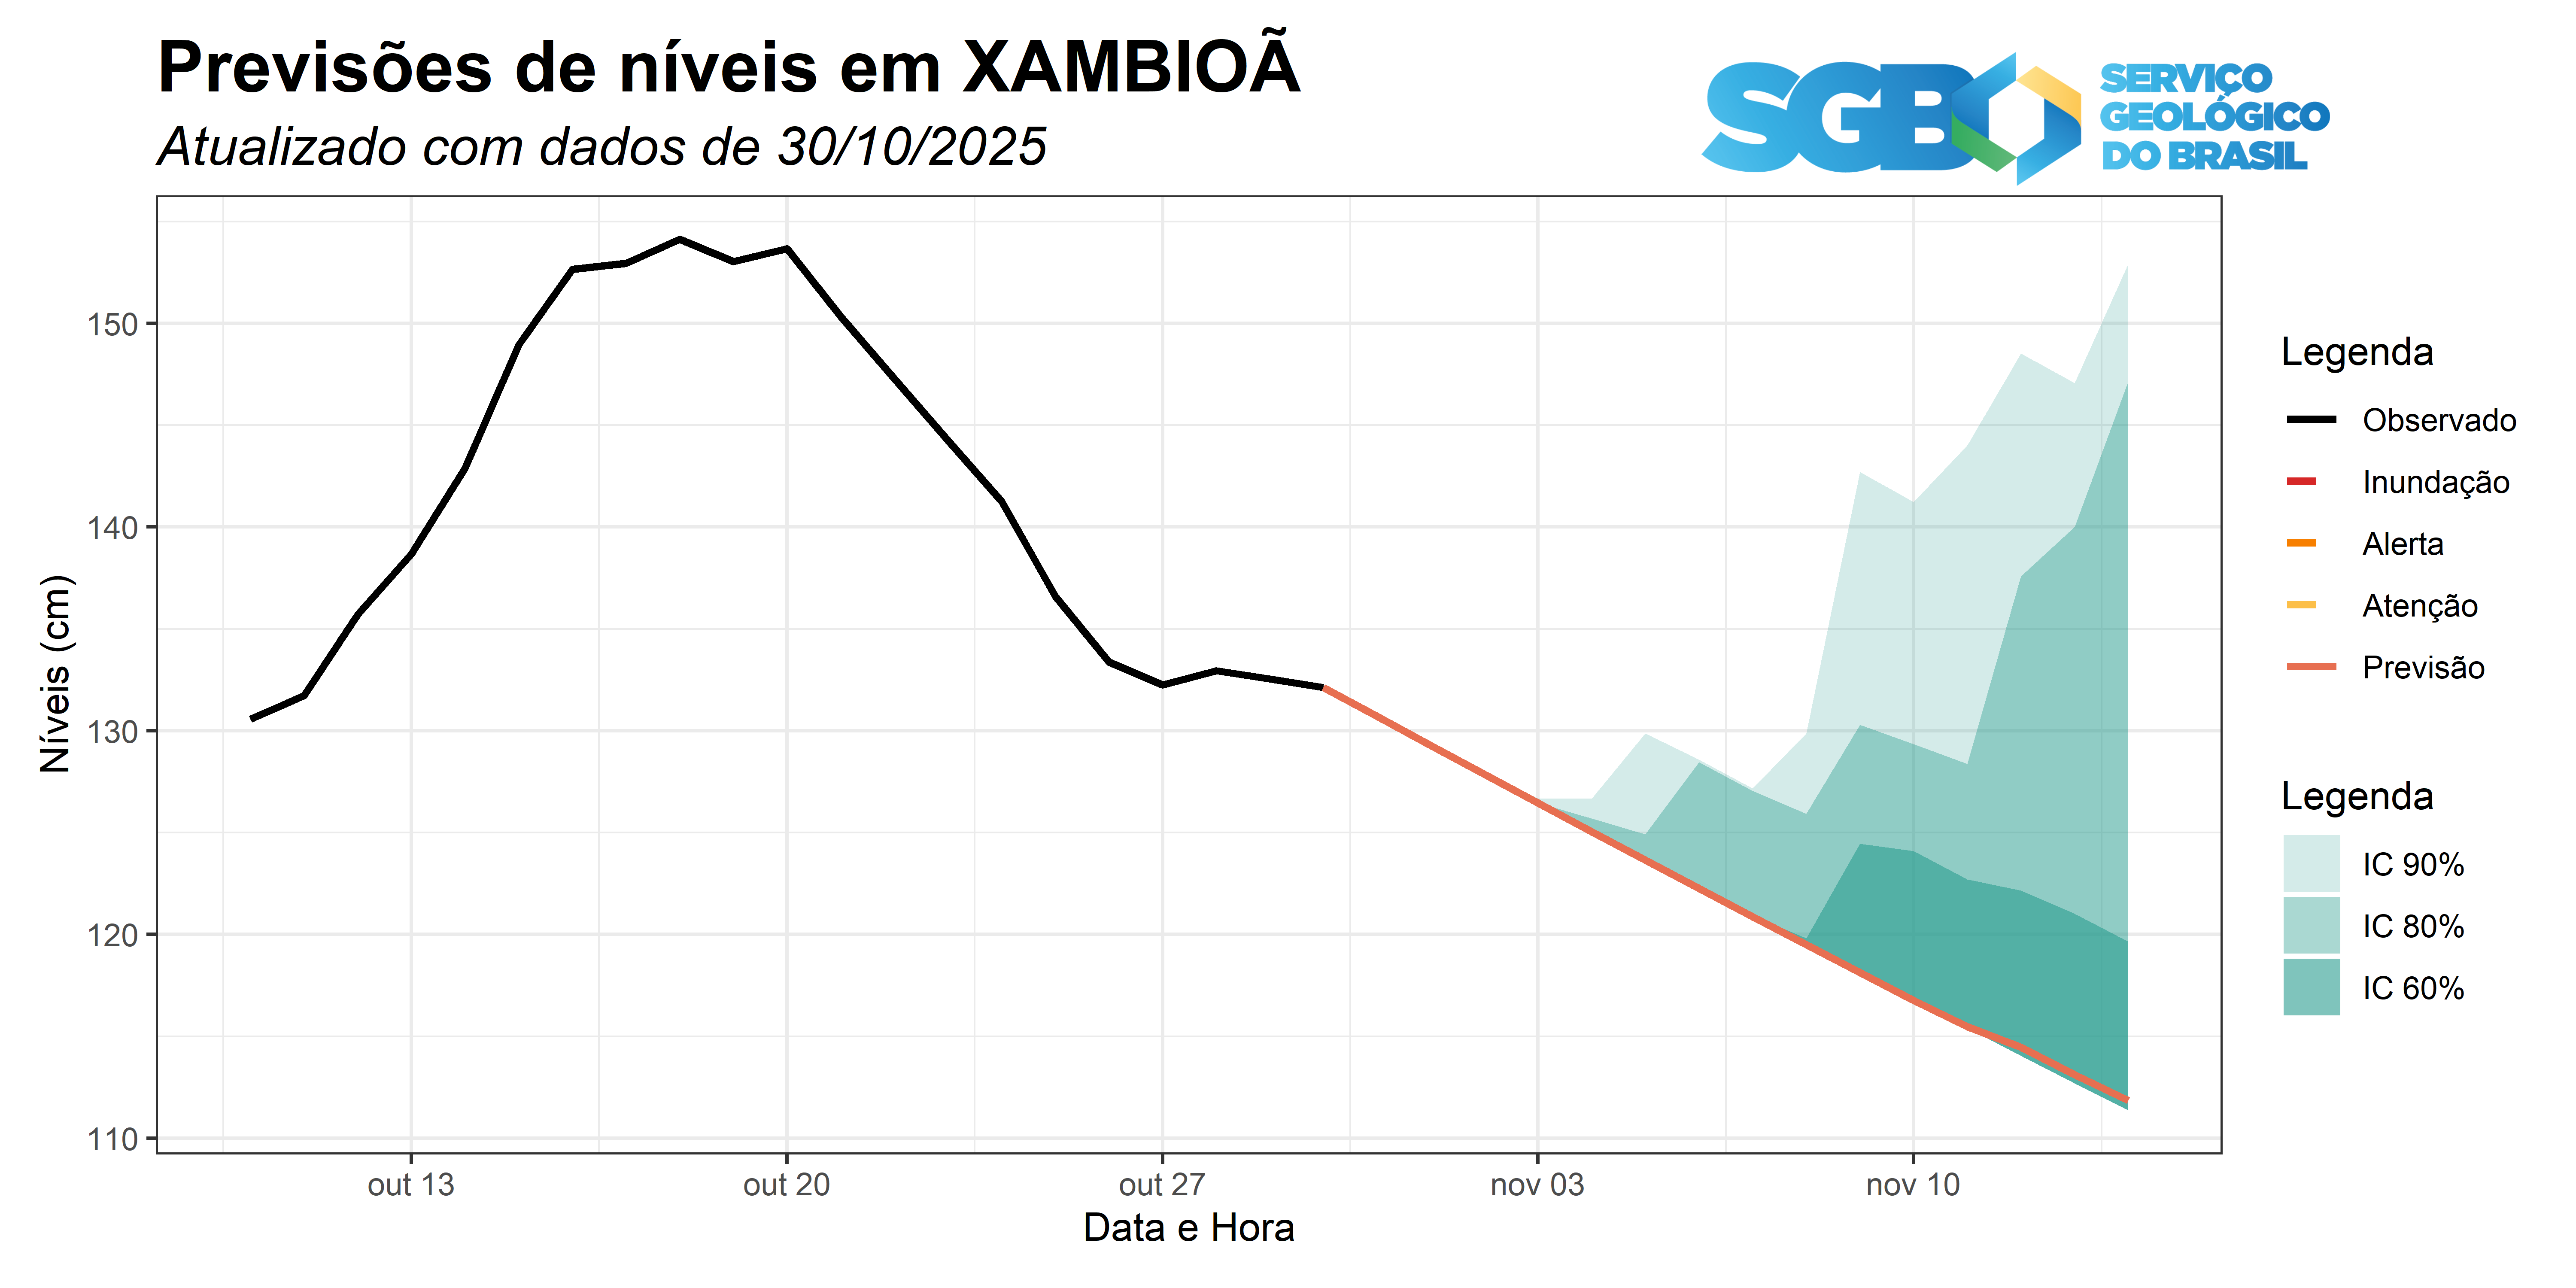 Previsões de níveis em XAMBIOÃ
Atualizado com dados de 30/10/2025
SGB
SERVIÇO
GEOLÓGICO
DO BRASIL
Níveis (cm)
150
140
130
120
110
out 13
out 20
out 27
nov 03
nov 10
Data e Hora
Legenda
Observado
Inundação
Alerta
Atenção
Previsão
Legenda
IC 90%
IC 80%
IC 60%